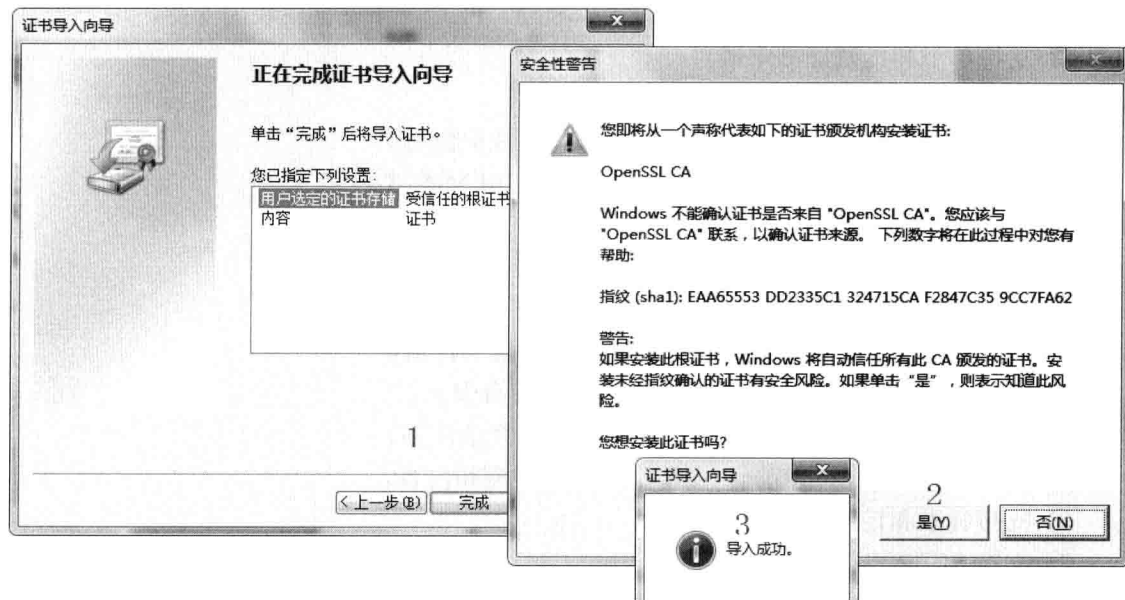 证书导入向导
正在完成证书导入向导
单击“完成”后将导入证书。
您已指定下列设置:
用户选定的证书存储 受信任的根证书
内容 证书
1
<上一步(B) 完成
安全性警告
您即将从一个声称代表如下的证书颁发机构安装证书:
OpenSSL CA
Windows 不能确认证书是否来自 "OpenSSL CA"。您应该与
"OpenSSL CA" 联系，以确认证书来源。 下列数字将在此过程中对您有
帮助:
指纹 (sha1): EAA65553 DD2335C1 324715CA F2847C35 9CC7FA62
警告:
如果安装此根证书，Windows 将自动信任所有此 CA 颁发的证书。安
装未经指纹确认的证书有安全风险。如果单击“是”，则表示知道此风
险。
您想安装此证书吗?
2
是(Y) 否(N)
证书导入向导
3
导入成功。